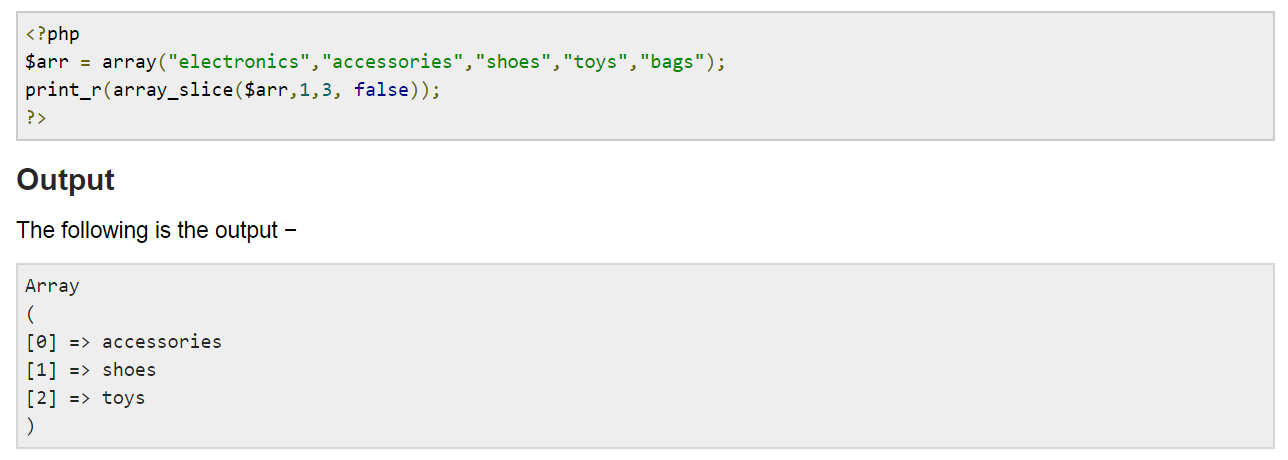 <?php
$arr = array("electronics","accessories","shoes","toys","bags");
print_r(array_slice($arr,1,3, false));
?>
Output
The following is the output −
Array
(
[0] => accessories
[1] => shoes
[2] => toys
)